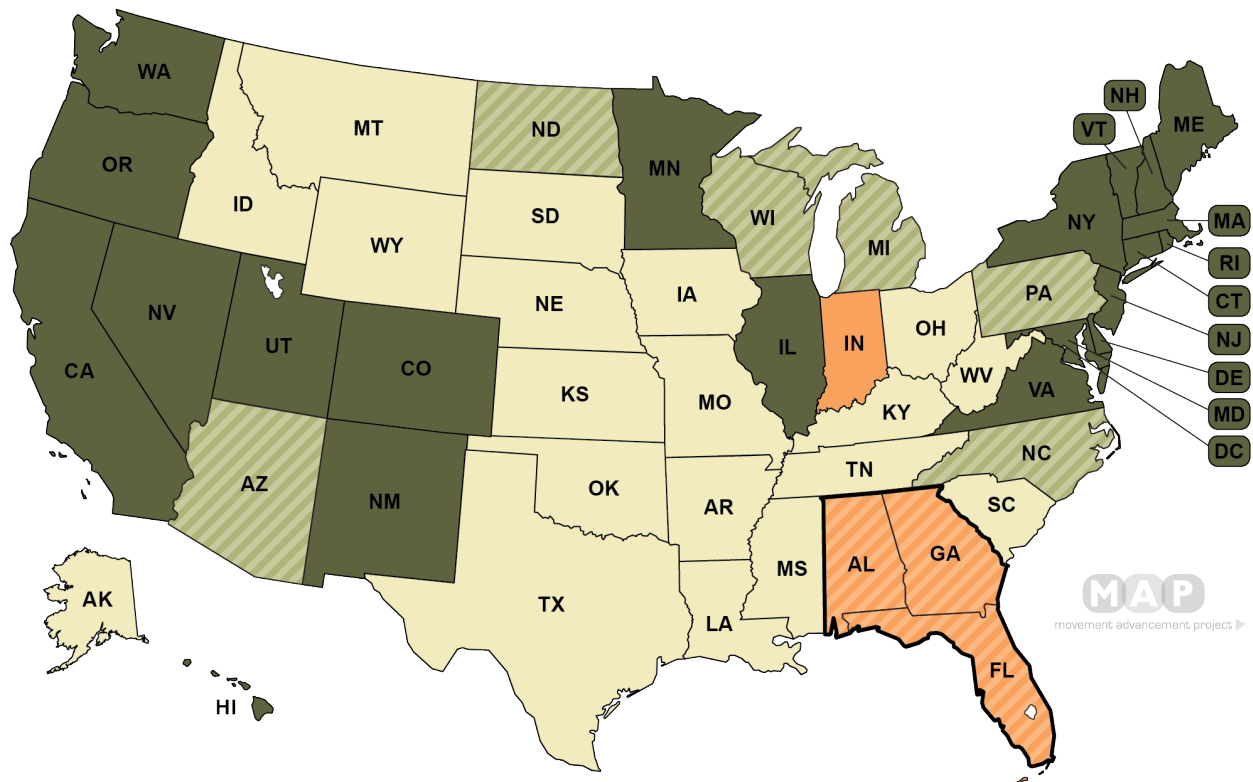 NH
WA
ME
VT
MT
ND
OR
MN
ID
SD
WI
NY
MA
WY
MI
RI
IA
PA
CT
NE
NV
OH
NJ
UT
IL
IN
CO
CA
WV
DE
KS
VA
MO
KY
MD
DC
NC
TN
AZ
OK
NM
AR
SC
GA
AL
MS
MAP
AK
TX
LA
movement advancement project
FL
HI